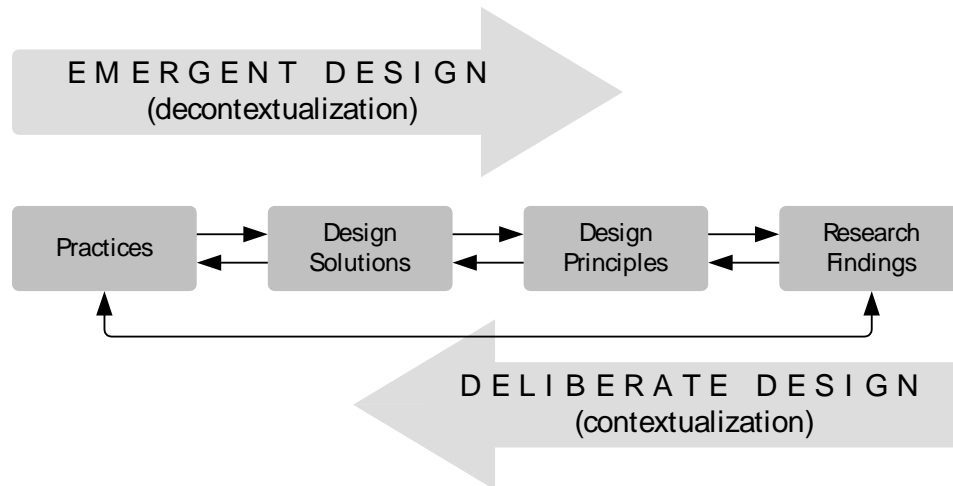 EMERGENT DESIGN
(decontextualization)
Practices
Design
Solutions
Design
Principles
Research
Findings
DELIBERATE DESIGN
(contextualization)